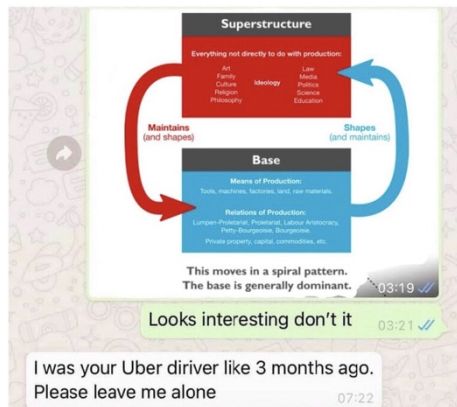 Superstructure
Everything not directly to do with production:
Art
Family
Culture
Religion
Philosophy
Ideology
Law
Media
Politics
Science
Education
Maintains
(and shapes)
Shapes
(and maintains)
Base
Means of Production:
Tools, machines, factories, land, raw materials.
Relations of Production:
Lumpen-Proletariat, Proletariat, Labour Aristocracy,
Petty-Bourgeoisie, Bourgeoisie.
Private property, capital, commodities, etc.
This moves in a spiral pattern.
The base is generally dominant.
03:19
Looks interesting don't it
03:21
I was your Uber diriver like 3 months ago.
Please leave me alone
07:22